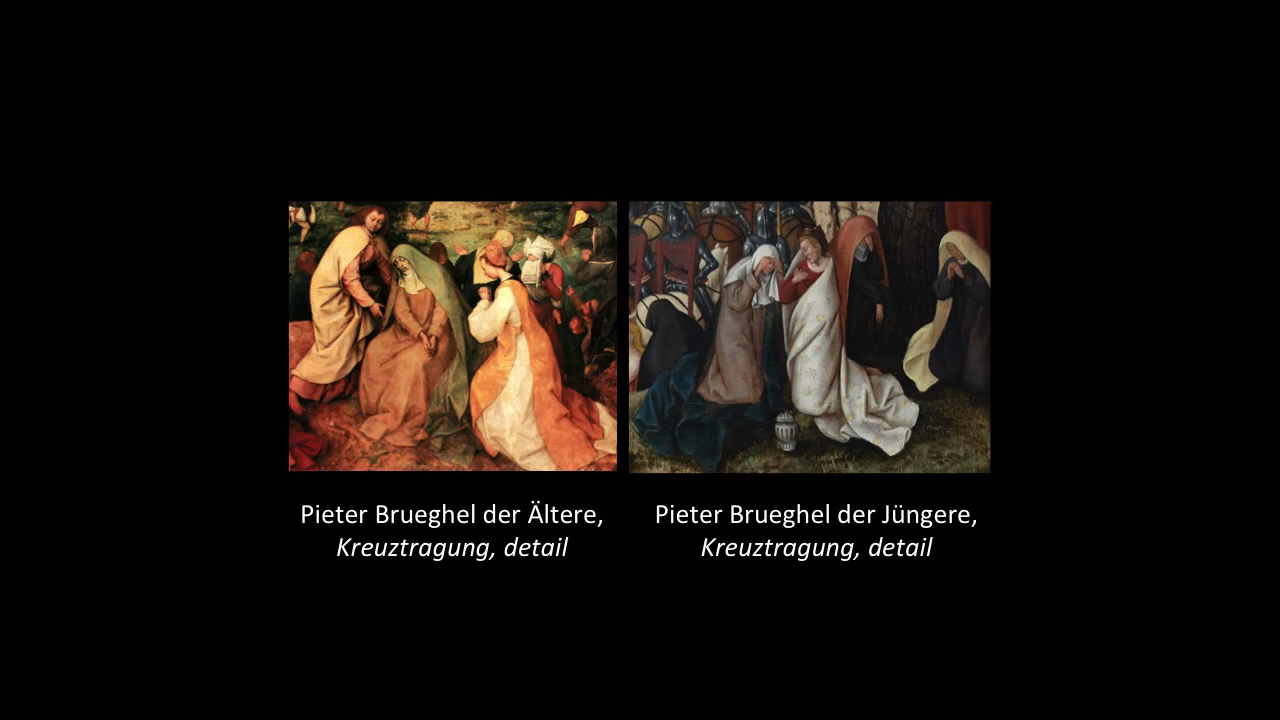 Pieter Brueghel der Ältere,
Kreuztragung, detail
Pieter Brueghel der Jüngere,
Kreuztragung, detail